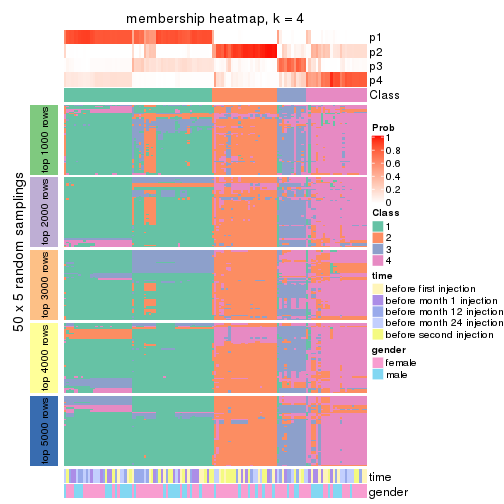 membership heatmap, k = 4
p1
p2
p3
p4
Class
50 x 5 random samplings
top 1000 rows
top 2000 rows
top 3000 rows
top 4000 rows
top 5000 rows
time
gender
Prob
1
0.8
0.6
0.4
0.2
0
Class
1
2
3
4
time
before first injection
before month 1 injection
before month 12 injection
before month 24 injection
before second injection
gender
female
male